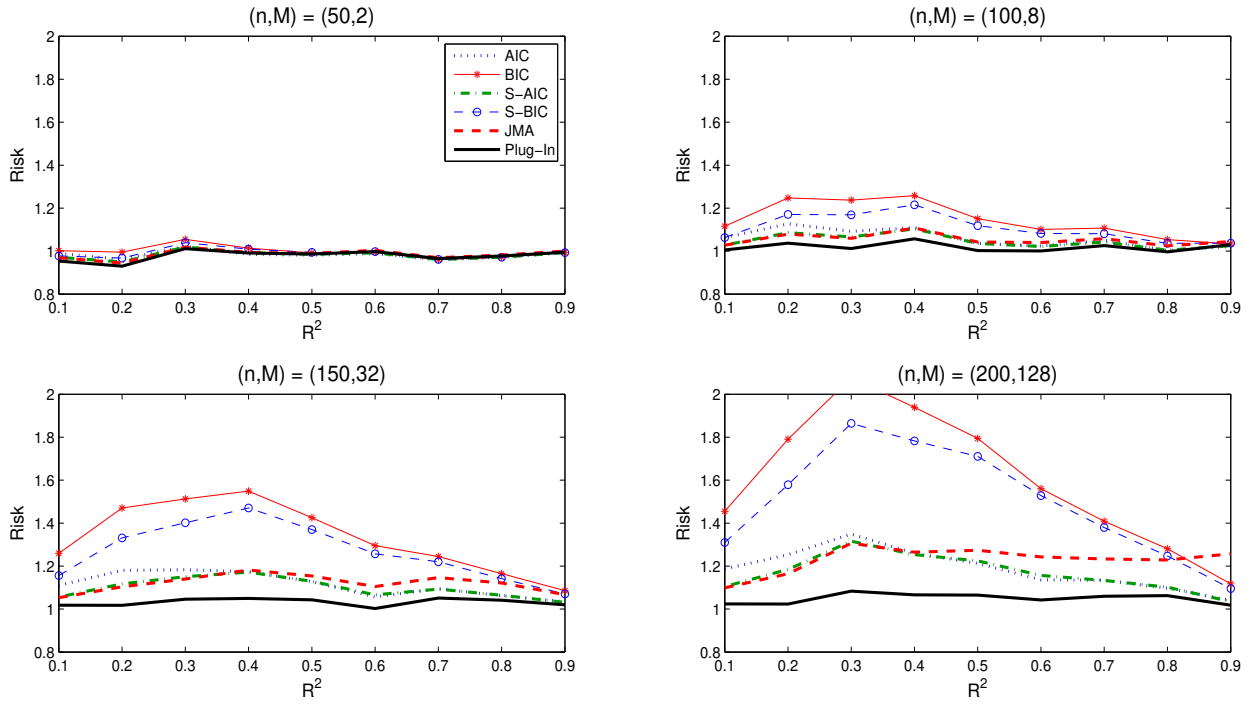 (n,M) = (50,2)
2
1.8
1.6
1.4
1.2
1
0.8
Risk
AIC
BIC
S-AIC
S-BIC
JMA
Plug-In
0.1 0.2 0.3 0.4 0.5 0.6 0.7 0.8 0.9
R²
(n,M) = (100,8)
2
1.8
1.6
1.4
1.2
1
0.8
Risk
0.1 0.2 0.3 0.4 0.5 0.6 0.7 0.8 0.9
R²
(n,M) = (150,32)
2
1.8
1.6
1.4
1.2
1
0.8
Risk
0.1 0.2 0.3 0.4 0.5 0.6 0.7 0.8 0.9
R²
(n,M) = (200,128)
2
1.8
1.6
1.4
1.2
1
0.8
Risk
0.1 0.2 0.3 0.4 0.5 0.6 0.7 0.8 0.9
R²